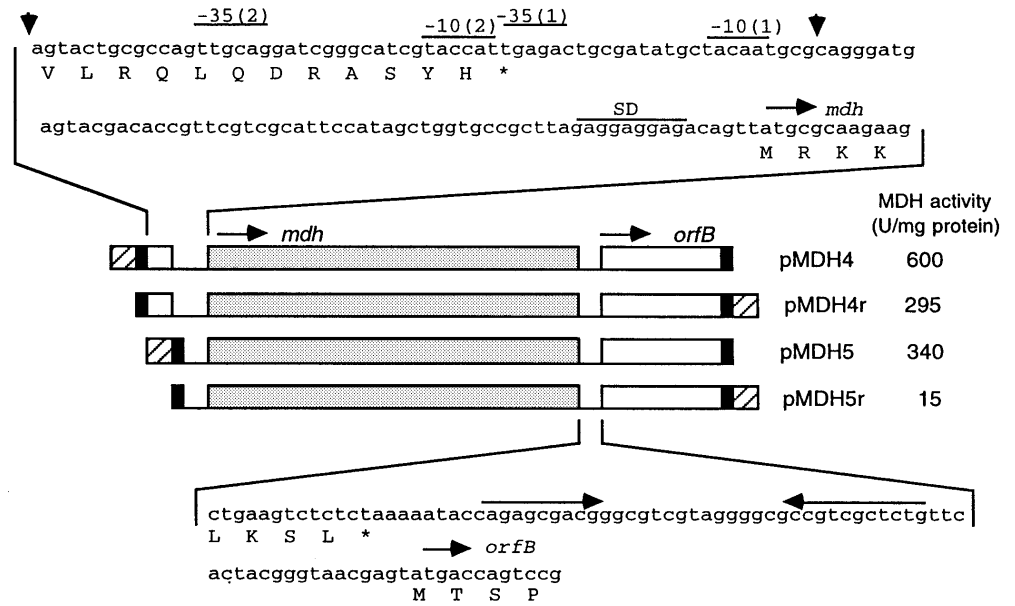 -35(2) -10(2) -35(1) -10(1)
agtactgcgccagttgcaggatcgggcatcgtaccattgagactgcgatatgctacaatgcgcagggatg
V L R Q L Q D R A S Y H *
SD mdh
agtacgacaccgttcgtcgcattccatagctggtgccgcttagaggaggagacagttatgcgcaagaag
M R K K
MDH activity
(U/mg protein)
mdh orfB
pMDH4 600
pMDH4r 295
pMDH5 340
pMDH5r 15
ctgaagtctctctaaaaataccagagcgacgggcgtcgtaggggcgccgtcgctctgttc
L K S L *
orfB
actacgggtaacgagtatgaccagtccg
M T S P